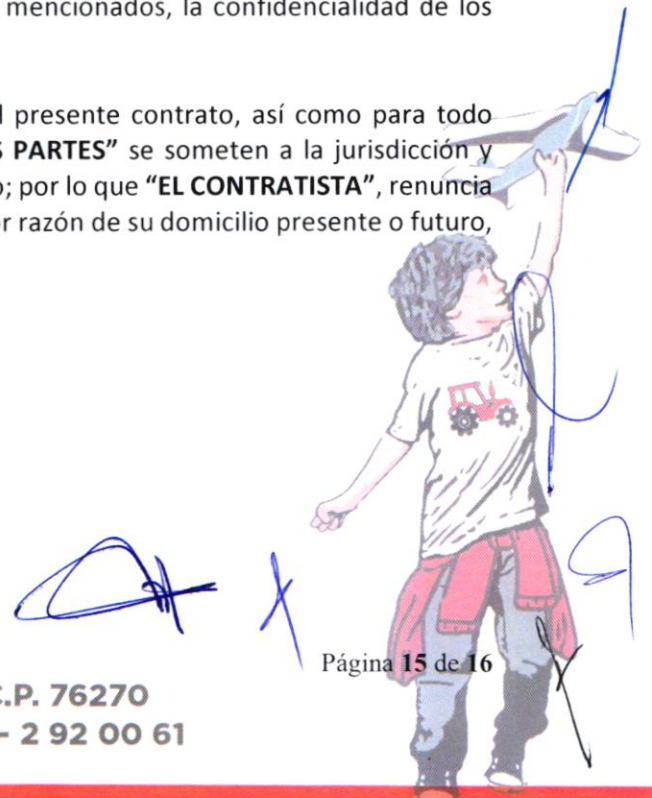 mencionados, la confidencialidad de los
presente contrato, así como para todo
PARTES” se someten a la jurisdicción y
; por lo que “EL CONTRATISTA”, renuncia
razón de su domicilio presente o futuro,
Página 15 de 16
C.P. 76270
- 2 92 00 61